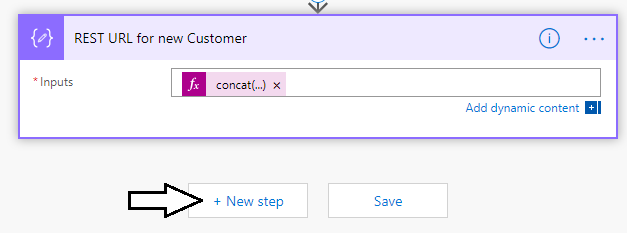 REST URL for new Customer
* Inputs
fx concat(...) ×
Add dynamic content
+ New step
Save